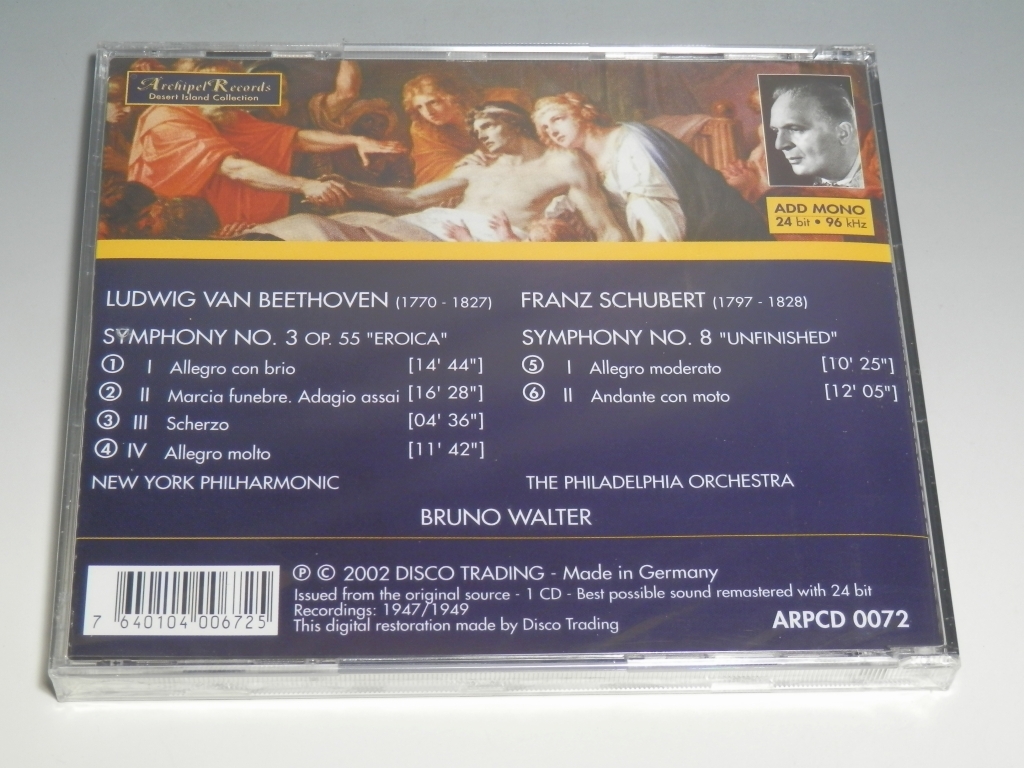 Archipel Records
Desert Island Collection
ADD MONO
24 bit • 96 kHz
LUDWIG VAN BEETHOVEN (1770 - 1827)
SYMPHONY NO. 3 OP. 55 "EROICA"
① I Allegro con brio [14' 44"]
② II Marcia funebre. Adagio assai [16' 28"]
③ III Scherzo [04' 36"]
④ IV Allegro molto [11' 42"]
NEW YORK PHILHARMONIC
FRANZ SCHUBERT (1797 - 1828)
SYMPHONY NO. 8 "UNFINISHED"
⑤ I Allegro moderato [10' 25"]
⑥ II Andante con moto [12' 05"]
THE PHILADELPHIA ORCHESTRA
BRUNO WALTER
℗ © 2002 DISCO TRADING - Made in Germany
Issued from the original source - 1 CD - Best possible sound remastered with 24 bit
Recordings: 1947/1949
This digital restoration made by Disco Trading
7 640104 006725
ARPCD 0072